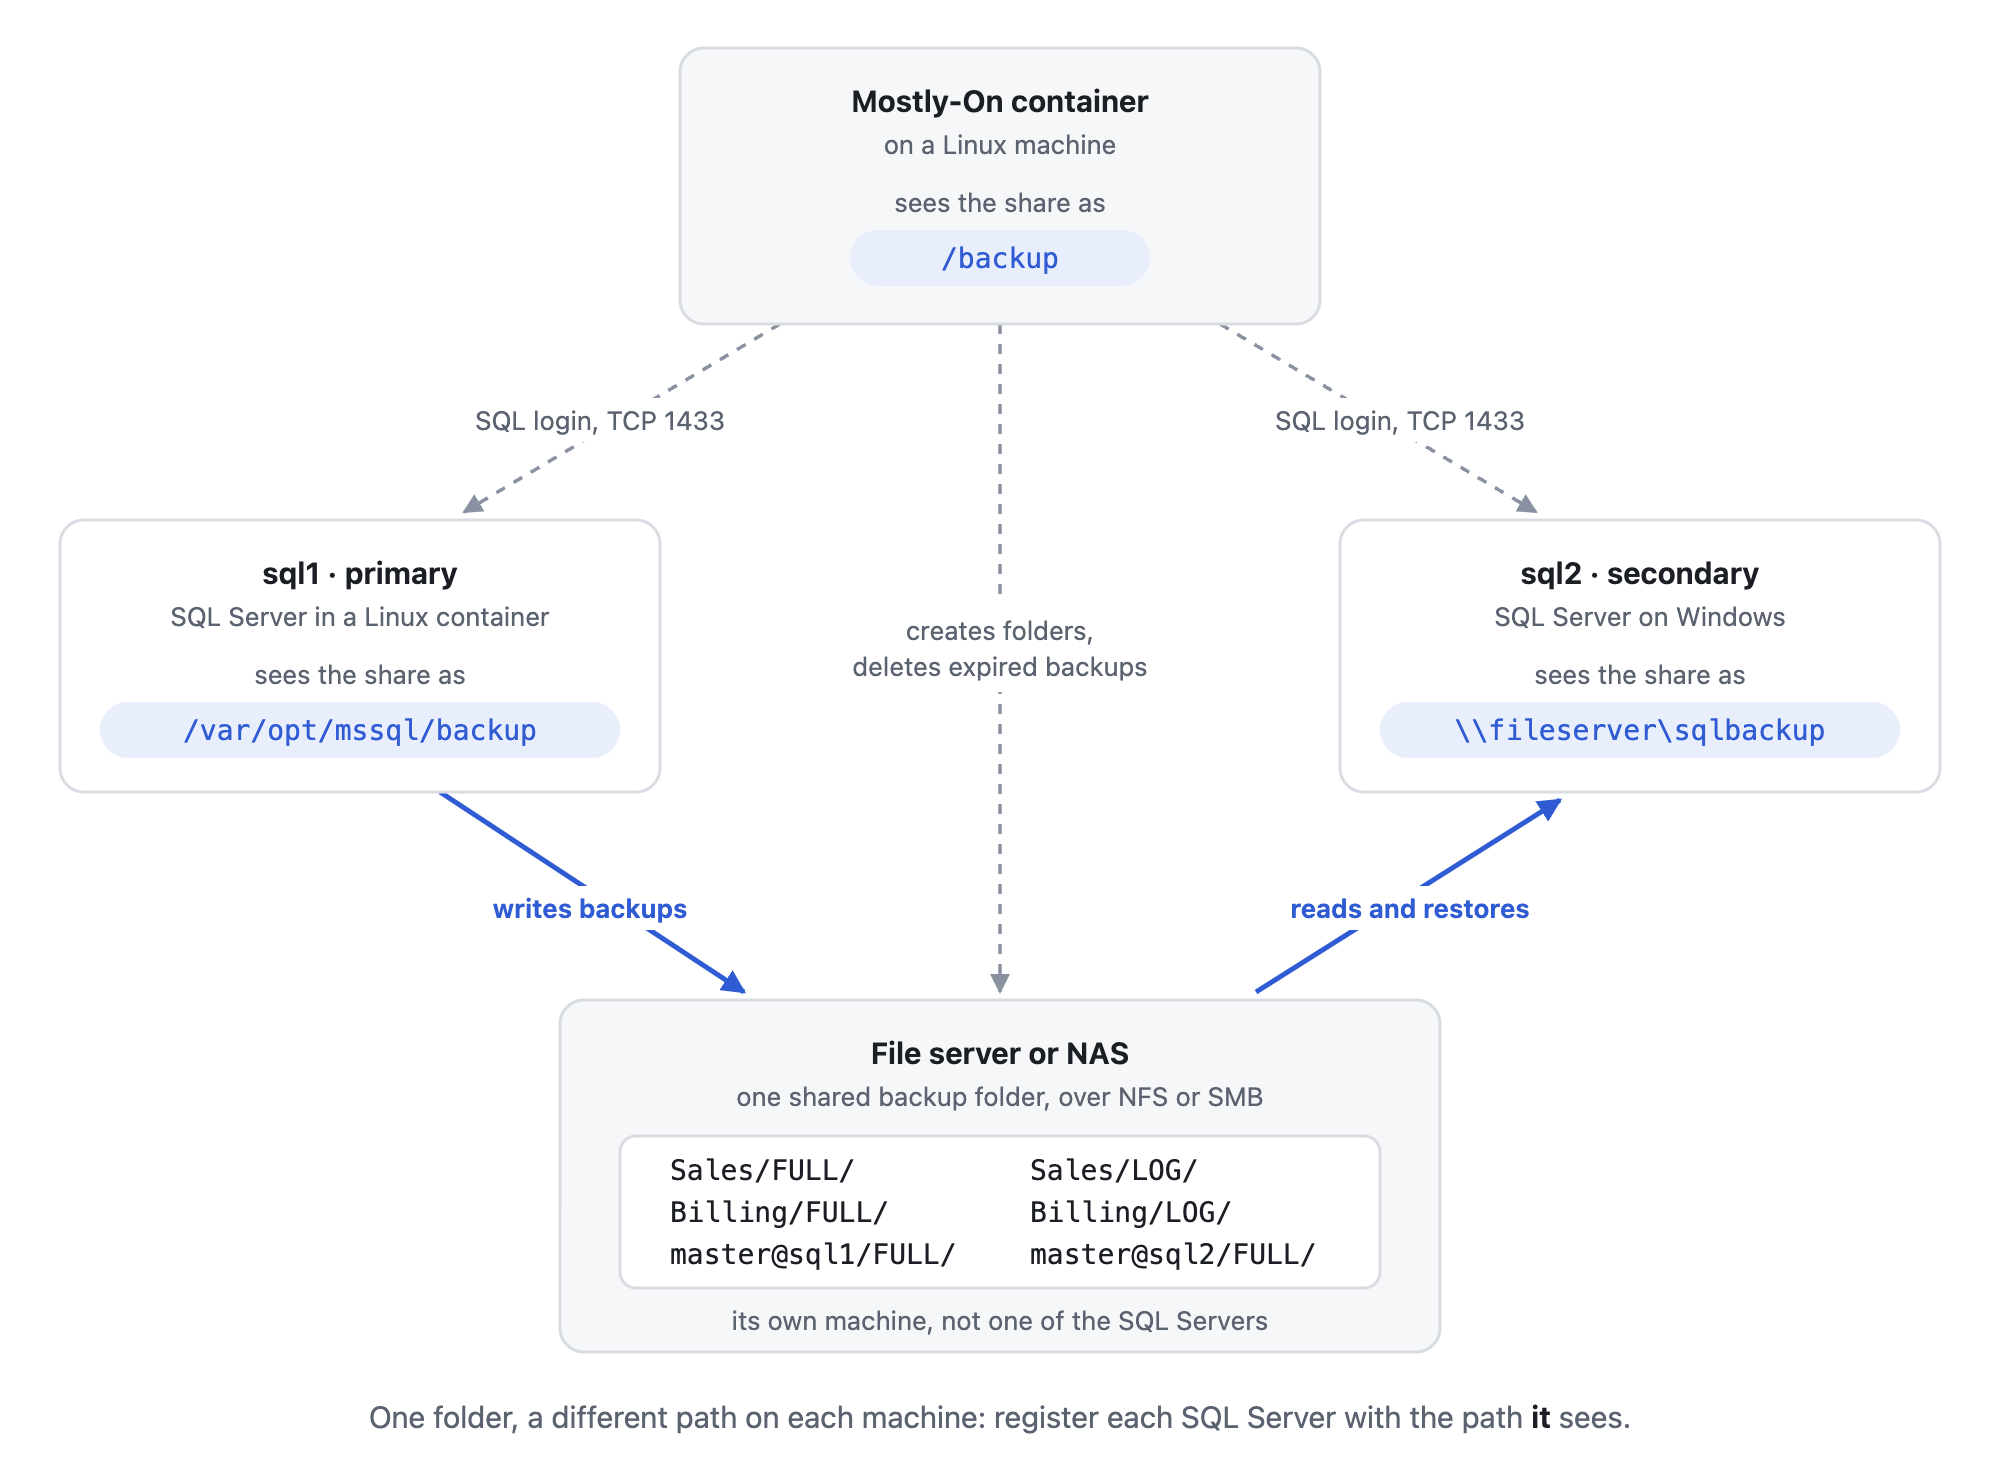 Mostly-On container
on a Linux machine
sees the share as
/backup
SQL login, TCP 1433
SQL login, TCP 1433
sql1 · primary
SQL Server in a Linux container
sees the share as
/var/opt/mssql/backup
creates folders,
deletes expired backups
sql2 · secondary
SQL Server on Windows
sees the share as
\\fileserver\sqlbackup
writes backups
reads and restores
File server or NAS
one shared backup folder, over NFS or SMB
Sales/FULL/ Sales/LOG/
Billing/FULL/ Billing/LOG/
master@sql1/FULL/ master@sql2/FULL/
its own machine, not one of the SQL Servers
One folder, a different path on each machine: register each SQL Server with the path it sees.